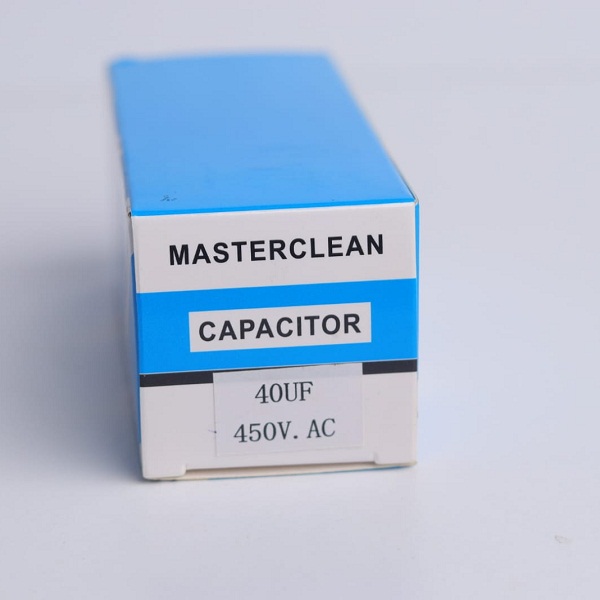 MASTERCLEAN
CAPACITOR
40UF
450V. AC